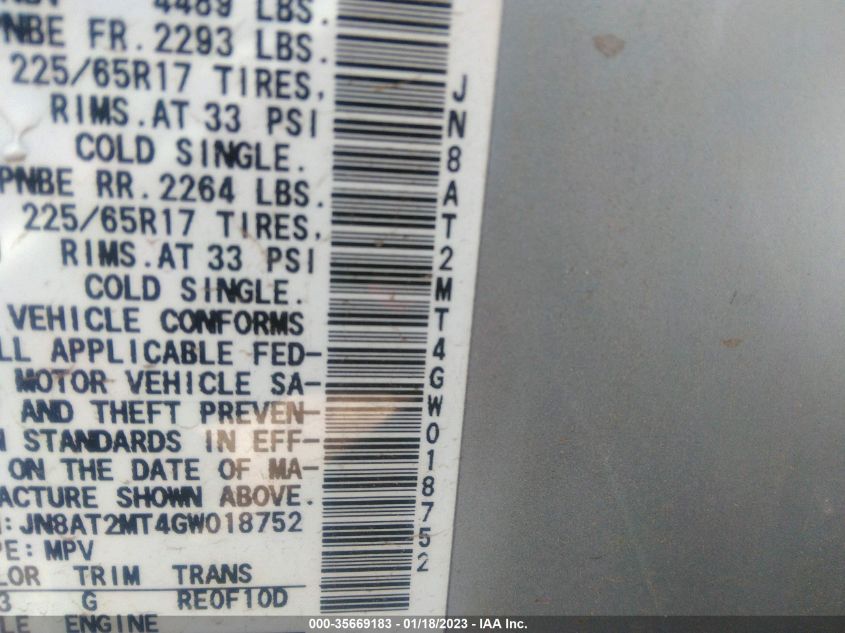 4489 LBS.
PNBE FR. 2293 LBS.
225/65R17 TIRES,
RIMS. AT 33 PSI
COLD SINGLE.
PNBE RR. 2264 LBS.
225/65R17 TIRES,
RIMS. AT 33 PSI
COLD SINGLE.
VEHICLE CONFORMS
LL APPLICABLE FED-
MOTOR VEHICLE SA-
AND THEFT PREVEN-
STANDARDS IN EFF-
ON THE DATE OF MA-
ACTURE SHOWN ABOVE.
:JN8AT2MT4GW018752
PE: MPV
LOR TRIM TRANS
3 G RE0F10D
LE ENGINE
JN8AT2MT4GW018752
000-35669183 - 01/18/2023 - IAA Inc.